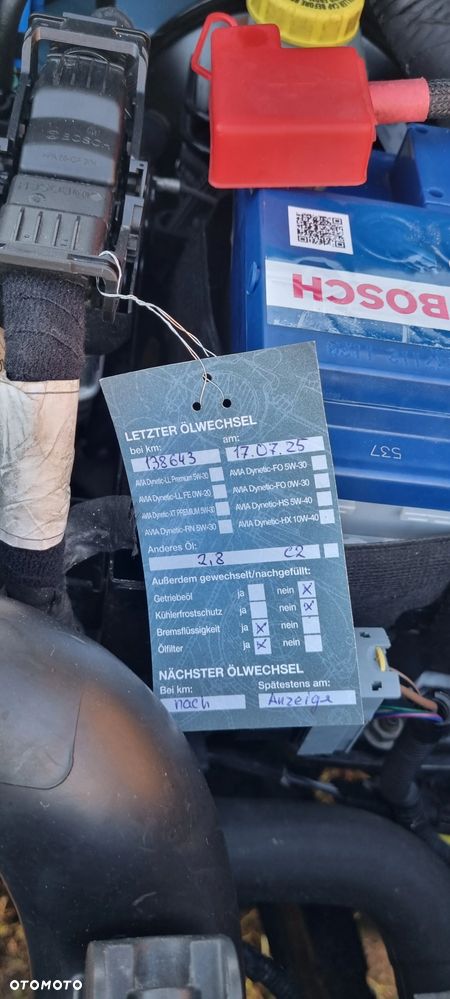 BOSCH
BOSCH
537
LETZTER ÖLWECHSEL
bei km: am:
138643 17.07.25
AVIA Dynetic-LL Premium 5W-30 AVIA Dynetic-FO 5W-30
AVIA Dynetic-LL FE 0W-20 AVIA Dynetic-FO 0W-30
AVIA Dynetic-XT PREMIUM 5W-30 AVIA Dynetic-HS 5W-40
AVIA Dynetic-RN 5W-30 AVIA Dynetic-HX 10W-40
Anderes Öl:
2,8 C2
Außerdem gewechselt/nachgefüllt:
Getriebeöl ja nein X
Kühlerfrostschutz ja nein X
Bremsflüssigkeit ja X nein
Ölfilter ja X nein
NÄCHSTER ÖLWECHSEL
Bei km: Spätestens am:
nach Anzeige
OTOMOTO